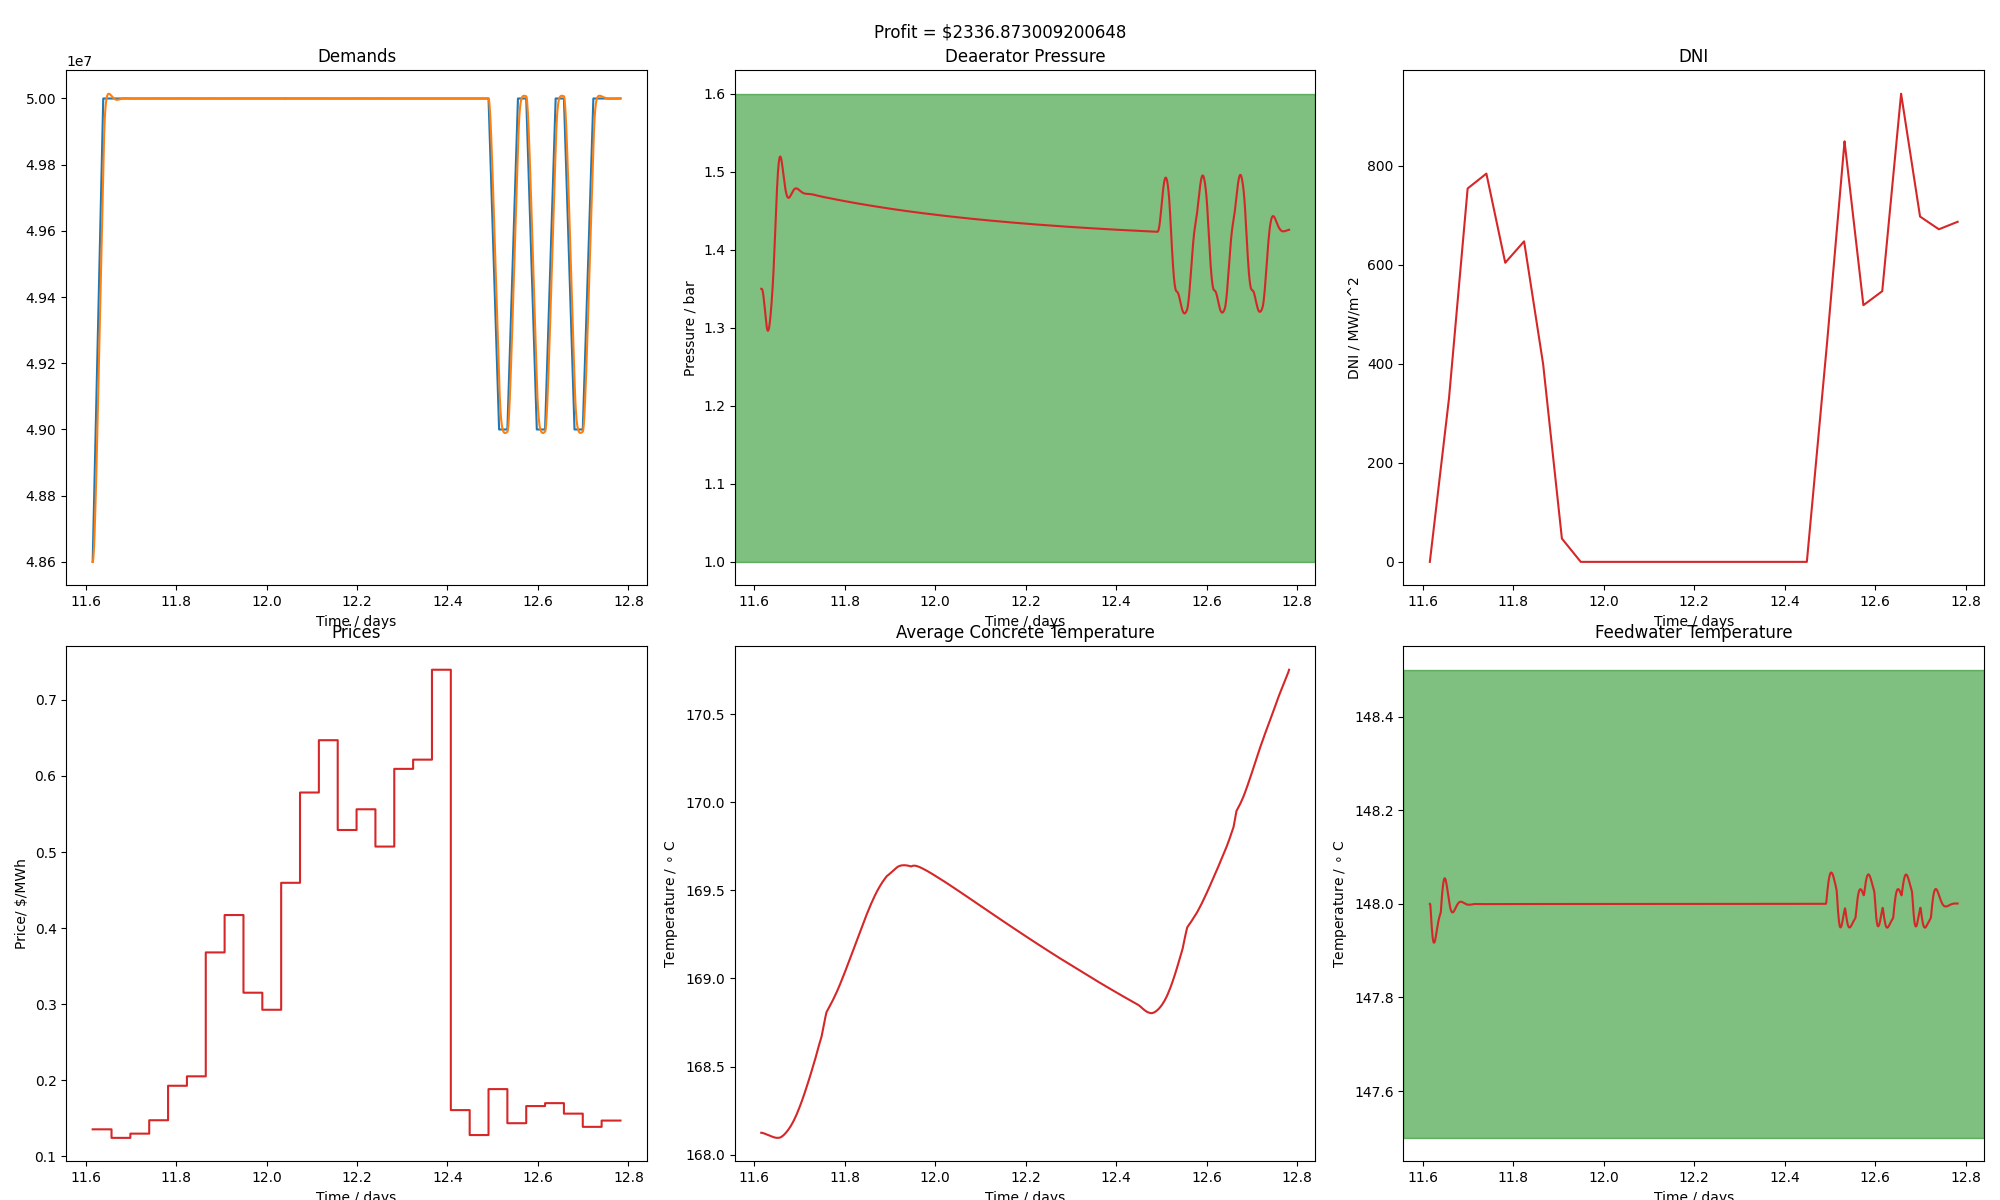 Profit = $2336.873009200648
Demands
1e7
5.00
4.98
4.96
4.94
4.92
4.90
4.88
4.86
11.6 11.8 12.0 12.2 12.4 12.6 12.8
Time / days
Deaerator Pressure
Pressure / bar
1.6
1.5
1.4
1.3
1.2
1.1
1.0
11.6 11.8 12.0 12.2 12.4 12.6 12.8
Time / days
DNI
DNI / MW/m^2
800
600
400
200
0
11.6 11.8 12.0 12.2 12.4 12.6 12.8
Time / days
Prices
Price/ $/MWh
0.7
0.6
0.5
0.4
0.3
0.2
0.1
11.6 11.8 12.0 12.2 12.4 12.6 12.8
Time / days
Average Concrete Temperature
Temperature / ∘ C
170.5
170.0
169.5
169.0
168.5
168.0
11.6 11.8 12.0 12.2 12.4 12.6 12.8
Time / days
Feedwater Temperature
Temperature / ∘ C
148.4
148.2
148.0
147.8
147.6
11.6 11.8 12.0 12.2 12.4 12.6 12.8
Time / days